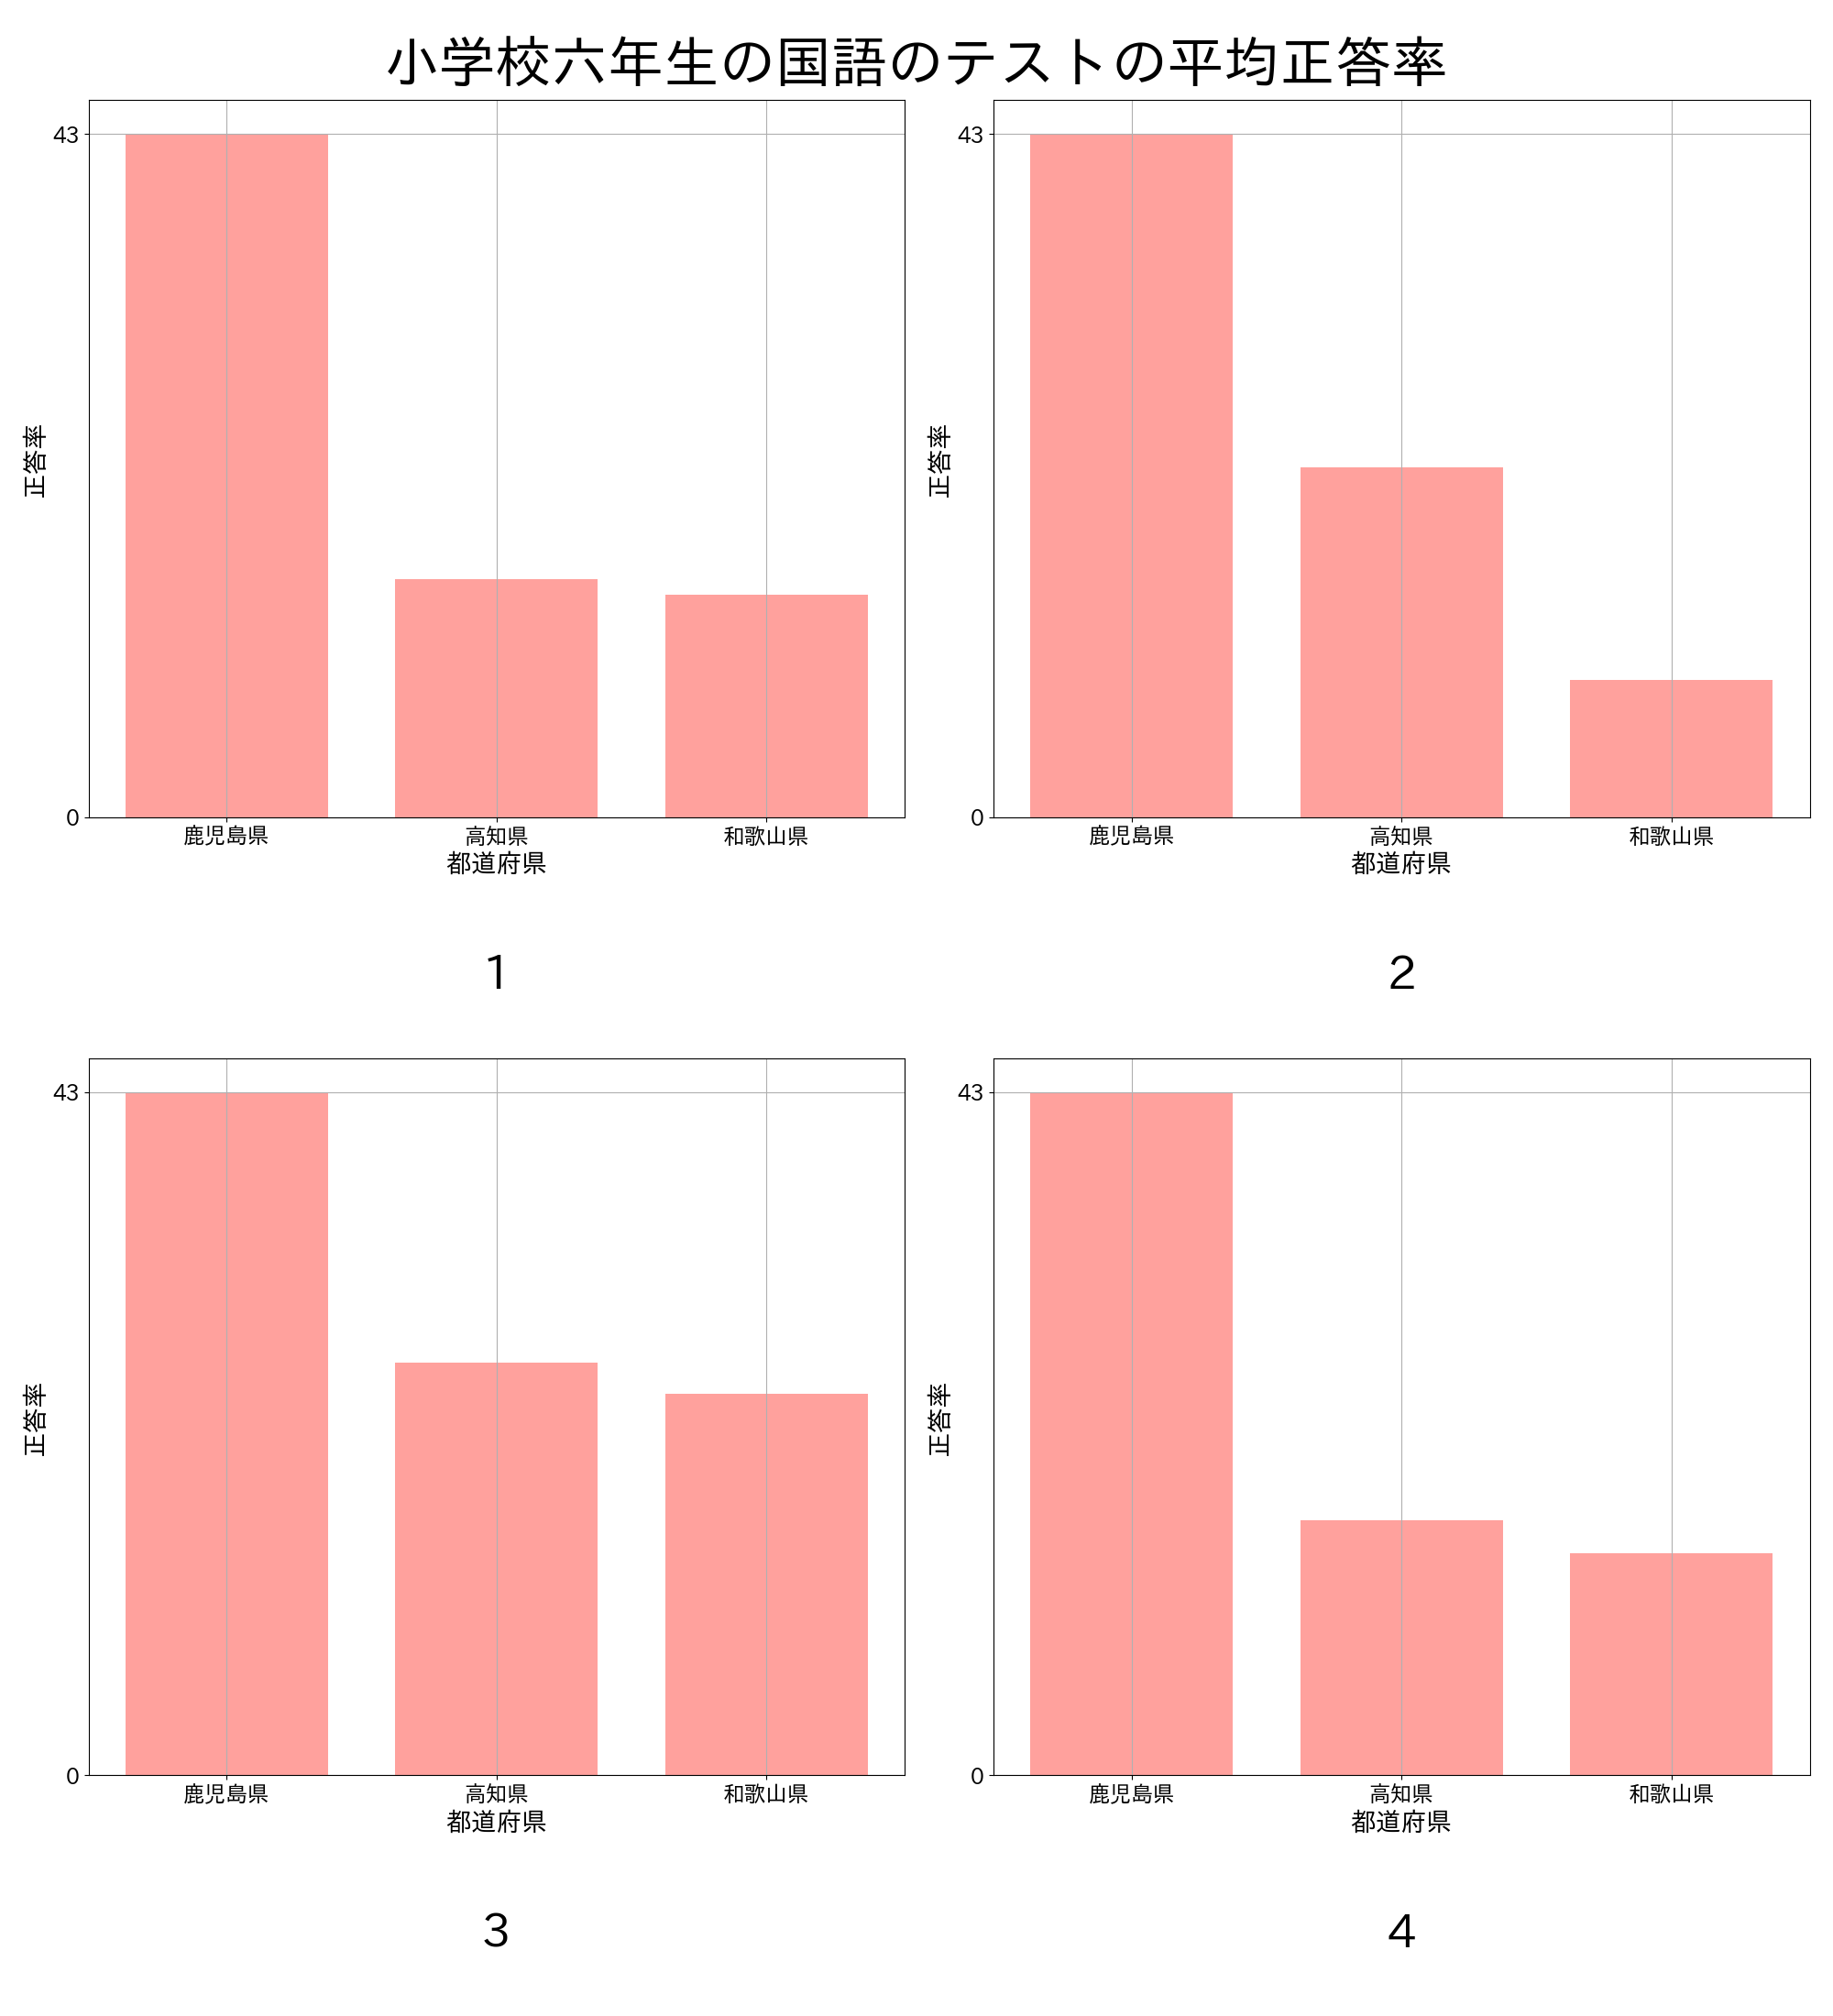 小学校六年生の国語のテストの平均正答率
43
正答率
0
鹿児島県 高知県 和歌山県
都道府県
1
43
正答率
0
鹿児島県 高知県 和歌山県
都道府県
2
43
正答率
0
鹿児島県 高知県 和歌山県
都道府県
3
43
正答率
0
鹿児島県 高知県 和歌山県
都道府県
4